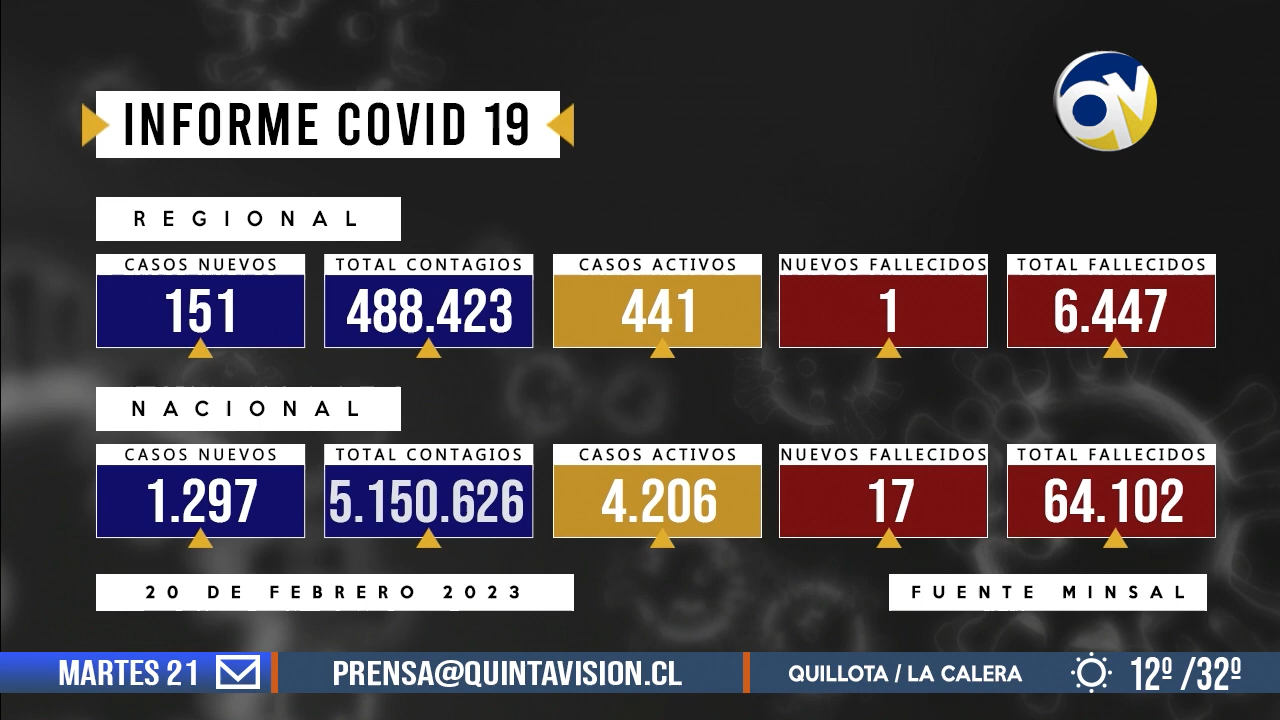 INFORME COVID 19
REGIONAL
CASOS NUEVOS TOTAL CONTAGIOS CASOS ACTIVOS NUEVOS FALLECIDOS TOTAL FALLECIDOS
151 488.423 441 1 6.447
NACIONAL
CASOS NUEVOS TOTAL CONTAGIOS CASOS ACTIVOS NUEVOS FALLECIDOS TOTAL FALLECIDOS
1.297 5.150.626 4.206 17 64.102
20 DE FEBRERO 2023 FUENTE MINSAL
MARTES 21 PRENSA@QUINTAVISION.CL QUILLOTA / LA CALERA 12º /32º